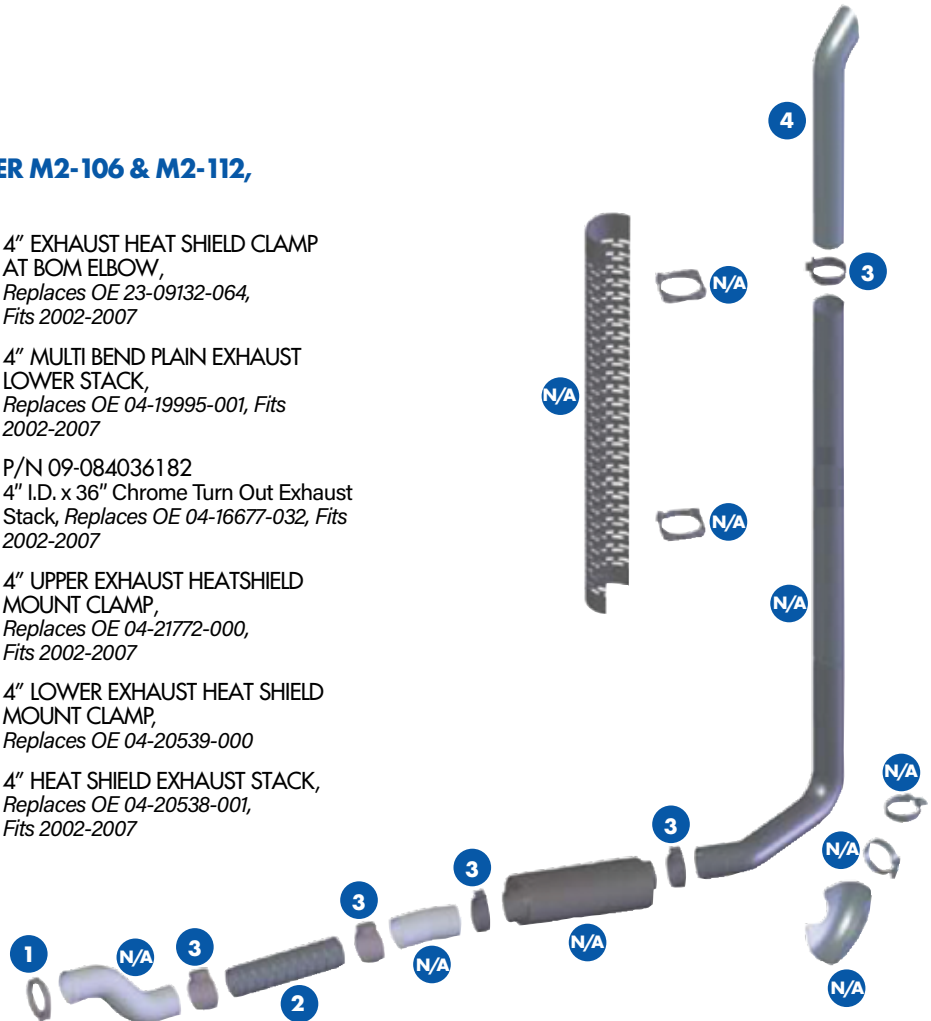 ER M2-106 & M2-112,
4" EXHAUST HEAT SHIELD CLAMP
AT BOM ELBOW,
Replaces OE 23-09132-064,
Fits 2002-2007
4" MULTI BEND PLAIN EXHAUST
LOWER STACK,
Replaces OE 04-19995-001, Fits
2002-2007
P/N 09-084036182
4" I.D. x 36" Chrome Turn Out Exhaust
Stack, Replaces OE 04-16677-032, Fits
2002-2007
4" UPPER EXHAUST HEATSHIELD
MOUNT CLAMP,
Replaces OE 04-21772-000,
Fits 2002-2007
4" LOWER EXHAUST HEAT SHIELD
MOUNT CLAMP,
Replaces OE 04-20539-000
4" HEAT SHIELD EXHAUST STACK,
Replaces OE 04-20538-001,
Fits 2002-2007
4
3
N/A
N/A
N/A
N/A
N/A
3
N/A
3
3
N/A
3
N/A
1
N/A
2
N/A